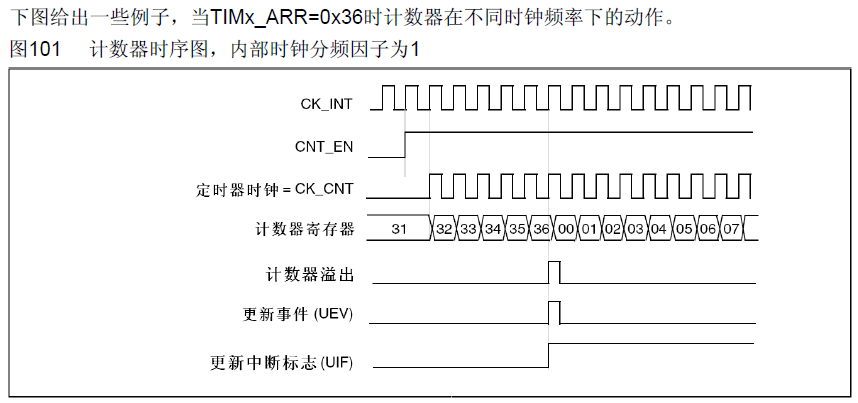 下图给出一些例子，当TIMx_ARR=0x36时计数器在不同时钟频率下的动作。
图101 计数器时序图，内部时钟分频因子为1
CK_INT
CNT_EN
定时器时钟 = CK_CNT
计数器寄存器 31 32 33 34 35 36 00 01 02 03 04 05 06 07
计数器溢出
更新事件 (UEV)
更新中断标志 (UIF)